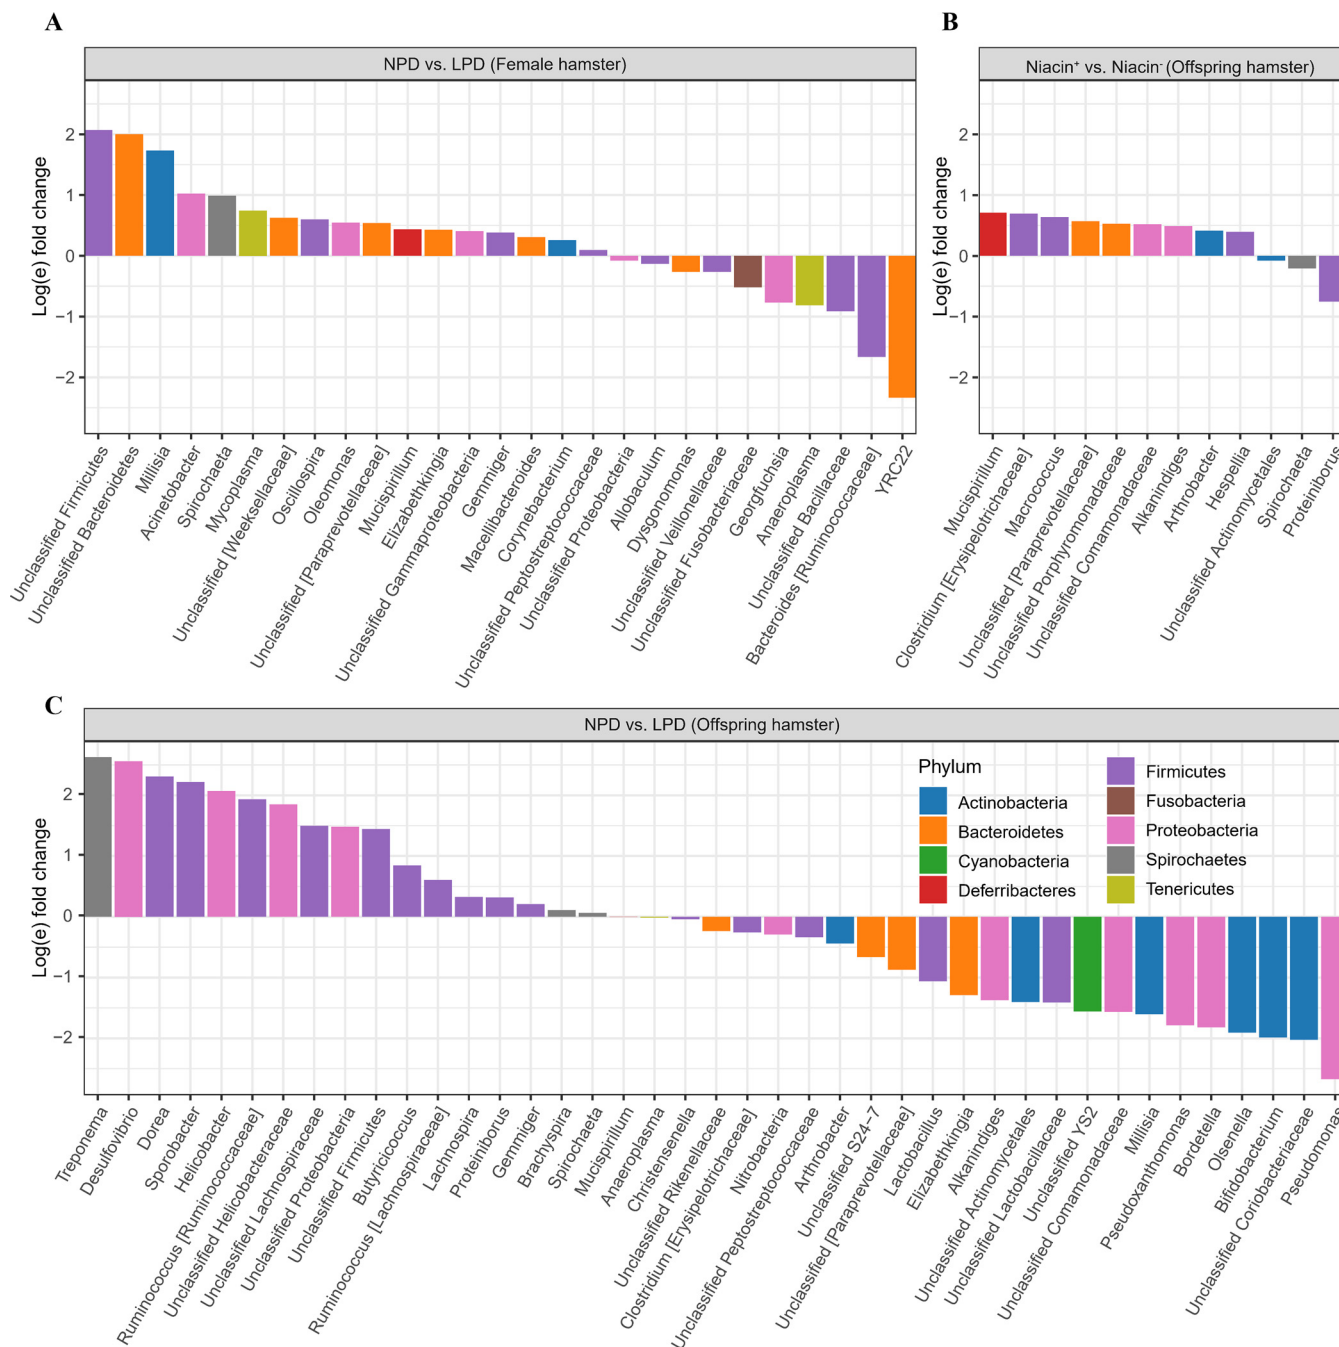 A
NPD vs. LPD (Female hamster)
Log(e) fold change
2
1
0
−1
−2
Unclassified Firmicutes
Unclassified Bacteroidetes
Millisia
Acinetobacter
Spirochaeta
Mycoplasma
Unclassified [Weeksellaceae]
Oscillospira
Oleomonas
Unclassified [Paraprevotellaceae]
Mucispirillum
Elizabethkingia
Unclassified Gammaproteobacteria
Gemmiger
Macellibacteroides
Corynebacterium
Unclassified Peptostreptococcaceae
Unclassified Proteobacteria
Allobaculum
Dysgonomonas
Unclassified Veillonellaceae
Unclassified Fusobacteriaceae
Georgfuchsia
Anaeroplasma
Unclassified Bacillaceae
Bacteroides [Ruminococcaceae]
YRC22
B
Niacin⁺ vs. Niacin⁻ (Offspring hamster)
Log(e) fold change
2
1
0
−1
−2
Mucispirillum
Clostridium [Erysipelotrichaceae]
Macrococcus
Unclassified [Paraprevotellaceae]
Unclassified Porphyromonadaceae
Unclassified Comamonadaceae
Alkanindiges
Arthrobacter
Hespellia
Unclassified Actinomycetales
Spirochaeta
Proteiniborus
C
NPD vs. LPD (Offspring hamster)
Log(e) fold change
2
1
0
−1
−2
Phylum
Actinobacteria
Bacteroidetes
Cyanobacteria
Deferribacteres
Firmicutes
Fusobacteria
Proteobacteria
Spirochaetes
Tenericutes
Treponema
Desulfovibrio
Dorea
Sporobacter
Helicobacter
Ruminococcus [Ruminococcaceae]
Unclassified Helicobacteraceae
Unclassified Lachnospiraceae
Unclassified Proteobacteria
Unclassified Firmicutes
Butyricicoccus
Ruminococcus [Lachnospiraceae]
Lachnospira
Proteiniborus
Gemmiger
Brachyspira
Spirochaeta
Mucispirillum
Anaeroplasma
Christensenella
Unclassified Rikenellaceae
Clostridium [Erysipelotrichaceae]
Nitrobacteria
Unclassified Peptostreptococcaceae
Arthrobacter
Unclassified S24−7
Unclassified [Paraprevotellaceae]
Lactobacillus
Elizabethkingia
Alkanindiges
Unclassified Actinomycetales
Unclassified Lactobacillaceae
Unclassified YS2
Unclassified Comamonadaceae
Millisia
Pseudoxanthomonas
Bordetella
Olsenella
Bifidobacterium
Unclassified Coriobacteriaceae
Pseudomonas